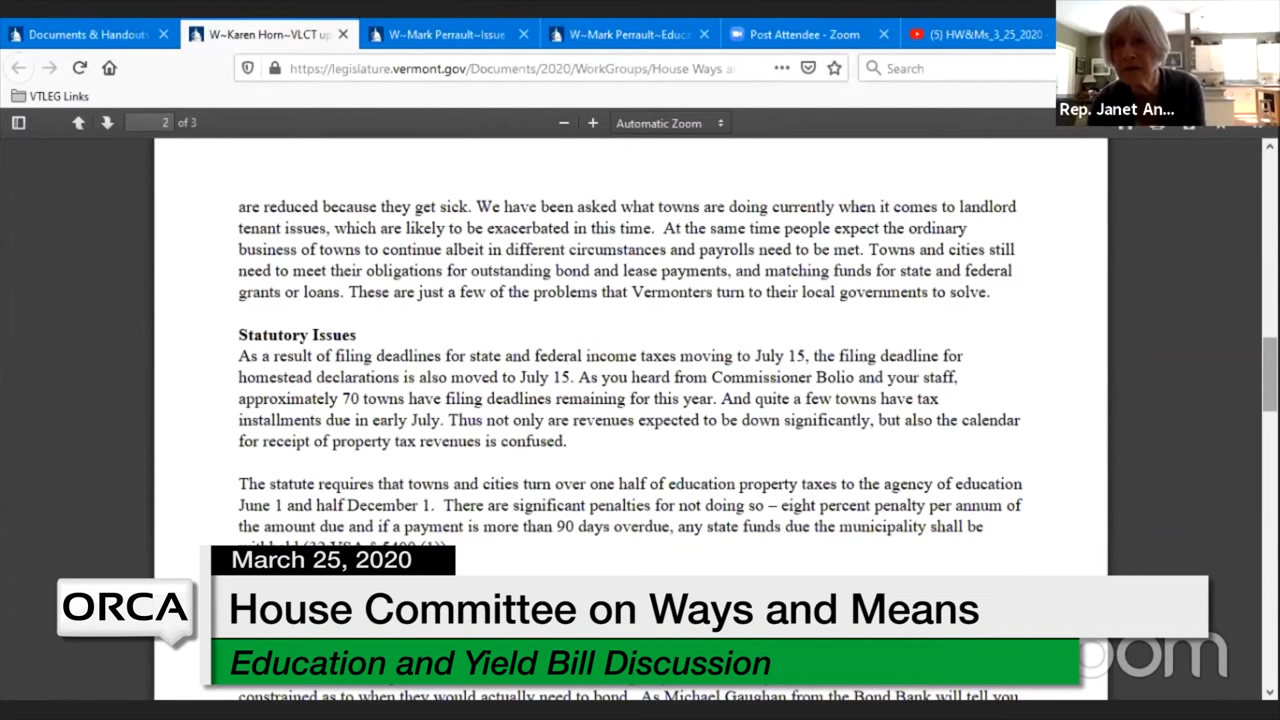 Documents & Handouts
W~Karen Horn~VLCT up
W~Mark Perrault~Issue
W~Mark Perrault~Educa
Post Attendee - Zoom
(5) HW&Ms_3_25_2020 -
https://legislature.vermont.gov/Documents/2020/WorkGroups/House Ways a
Search
VTLEG Links
Rep. Janet An...
2 of 3
Automatic Zoom
are reduced because they get sick. We have been asked what towns are doing currently when it comes to landlord
tenant issues, which are likely to be exacerbated in this time. At the same time people expect the ordinary
business of towns to continue albeit in different circumstances and payrolls need to be met. Towns and cities still
need to meet their obligations for outstanding bond and lease payments, and matching funds for state and federal
grants or loans. These are just a few of the problems that Vermonters turn to their local governments to solve.
Statutory Issues
As a result of filing deadlines for state and federal income taxes moving to July 15, the filing deadline for
homestead declarations is also moved to July 15. As you heard from Commissioner Bolio and your staff,
approximately 70 towns have filing deadlines remaining for this year. And quite a few towns have tax
installments due in early July. Thus not only are revenues expected to be down significantly, but also the calendar
for receipt of property tax revenues is confused.
The statute requires that towns and cities turn over one half of education property taxes to the agency of education
June 1 and half December 1. There are significant penalties for not doing so – eight percent penalty per annum of
the amount due and if a payment is more than 90 days overdue, any state funds due the municipality shall be
March 25, 2020
ORCA
House Committee on Ways and Means
Education and Yield Bill Discussion
oom
constrained as to when they would actually need to bond. As Michael Gaughan from the Bond Bank will tell you